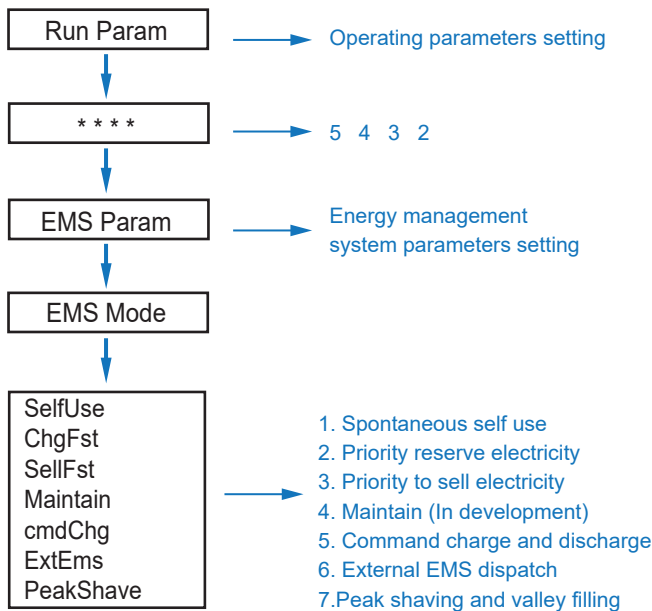 Run Param
Operating parameters setting
* * * *
5 4 3 2
EMS Param
Energy management
system parameters setting
EMS Mode
SelfUse
ChgFst
SellFst
Maintain
cmdChg
ExtEms
PeakShave
1. Spontaneous self use
2. Priority reserve electricity
3. Priority to sell electricity
4. Maintain (In development)
5. Command charge and discharge
6. External EMS dispatch
7.Peak shaving and valley filling